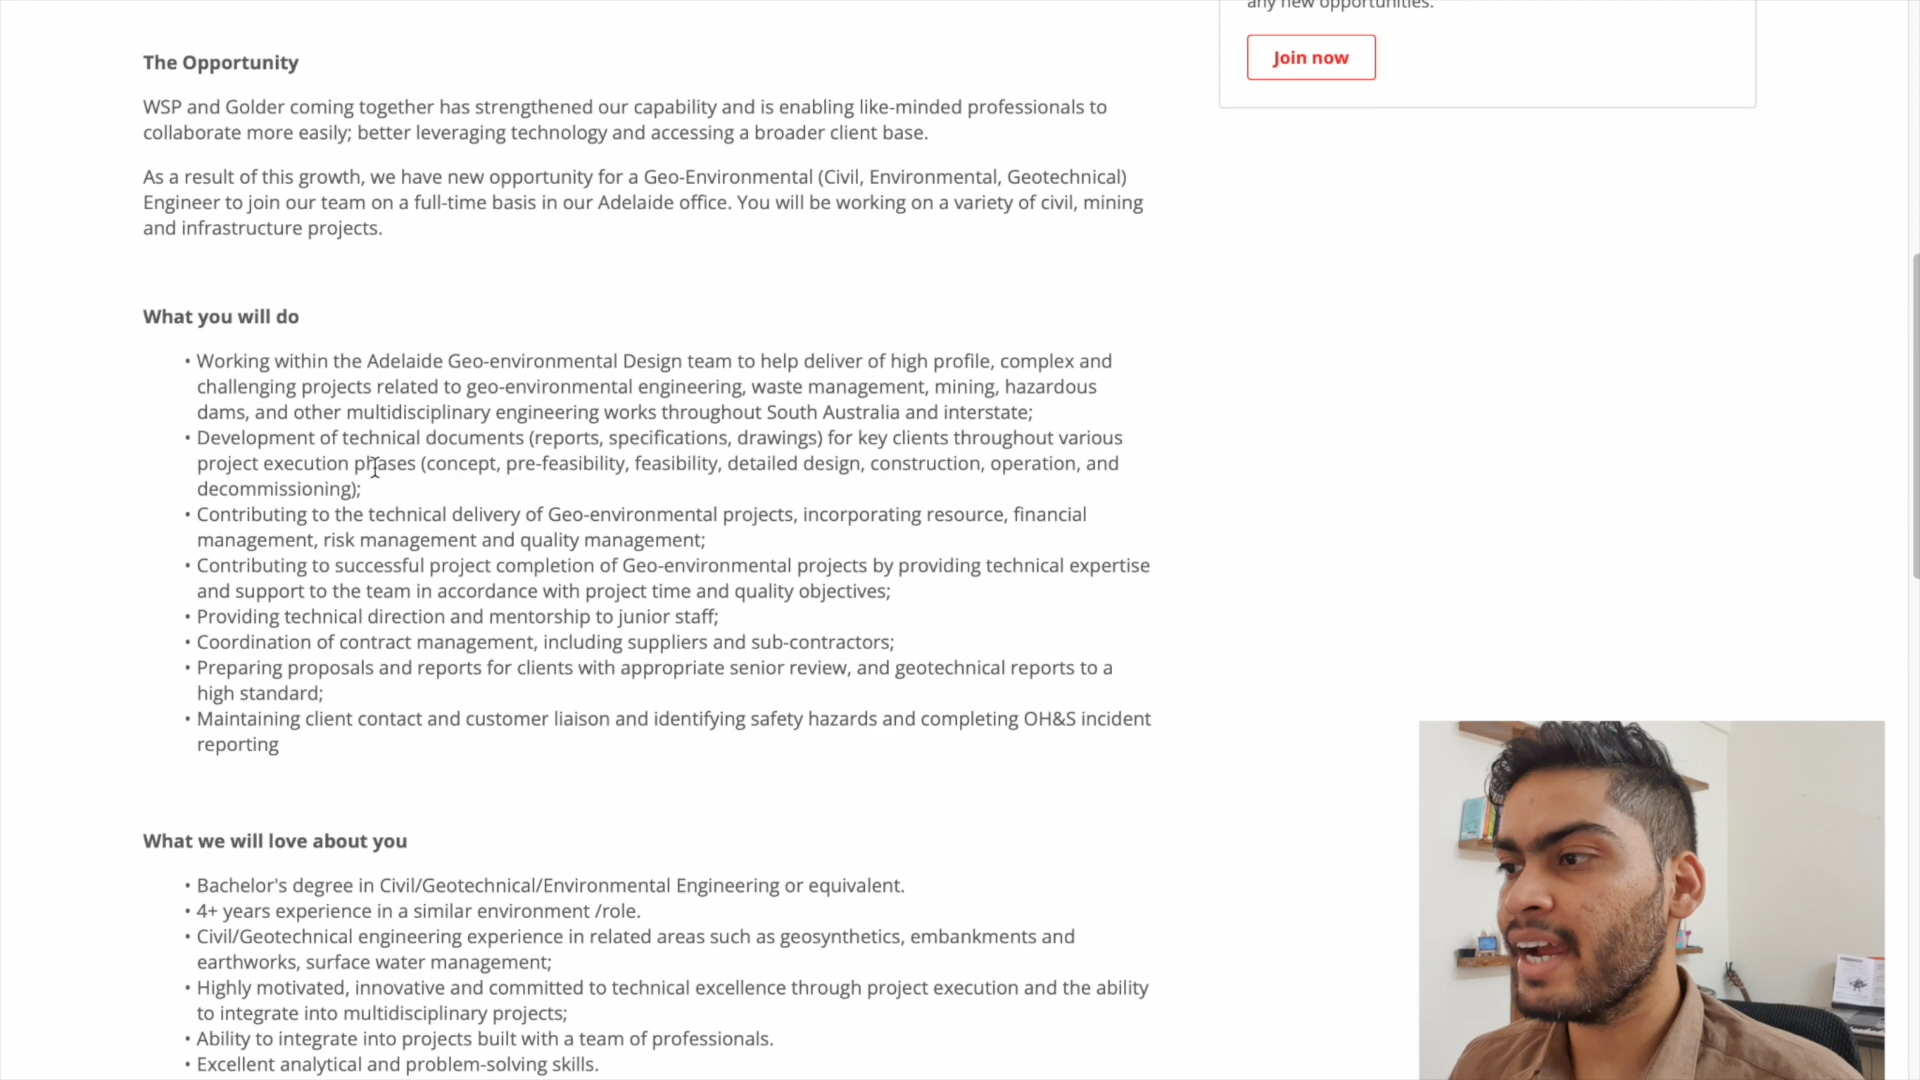 any new opportunities.
Join now
The Opportunity
WSP and Golder coming together has strengthened our capability and is enabling like-minded professionals to
collaborate more easily; better leveraging technology and accessing a broader client base.
As a result of this growth, we have new opportunity for a Geo-Environmental (Civil, Environmental, Geotechnical)
Engineer to join our team on a full-time basis in our Adelaide office. You will be working on a variety of civil, mining
and infrastructure projects.
What you will do
• Working within the Adelaide Geo-environmental Design team to help deliver of high profile, complex and
challenging projects related to geo-environmental engineering, waste management, mining, hazardous
dams, and other multidisciplinary engineering works throughout South Australia and interstate;
• Development of technical documents (reports, specifications, drawings) for key clients throughout various
project execution phases (concept, pre-feasibility, feasibility, detailed design, construction, operation, and
decommissioning);
• Contributing to the technical delivery of Geo-environmental projects, incorporating resource, financial
management, risk management and quality management;
• Contributing to successful project completion of Geo-environmental projects by providing technical expertise
and support to the team in accordance with project time and quality objectives;
• Providing technical direction and mentorship to junior staff;
• Coordination of contract management, including suppliers and sub-contractors;
• Preparing proposals and reports for clients with appropriate senior review, and geotechnical reports to a
high standard;
• Maintaining client contact and customer liaison and identifying safety hazards and completing OH&S incident
reporting
What we will love about you
• Bachelor's degree in Civil/Geotechnical/Environmental Engineering or equivalent.
• 4+ years experience in a similar environment /role.
• Civil/Geotechnical engineering experience in related areas such as geosynthetics, embankments and
earthworks, surface water management;
• Highly motivated, innovative and committed to technical excellence through project execution and the ability
to integrate into multidisciplinary projects;
• Ability to integrate into projects built with a team of professionals.
• Excellent analytical and problem-solving skills.